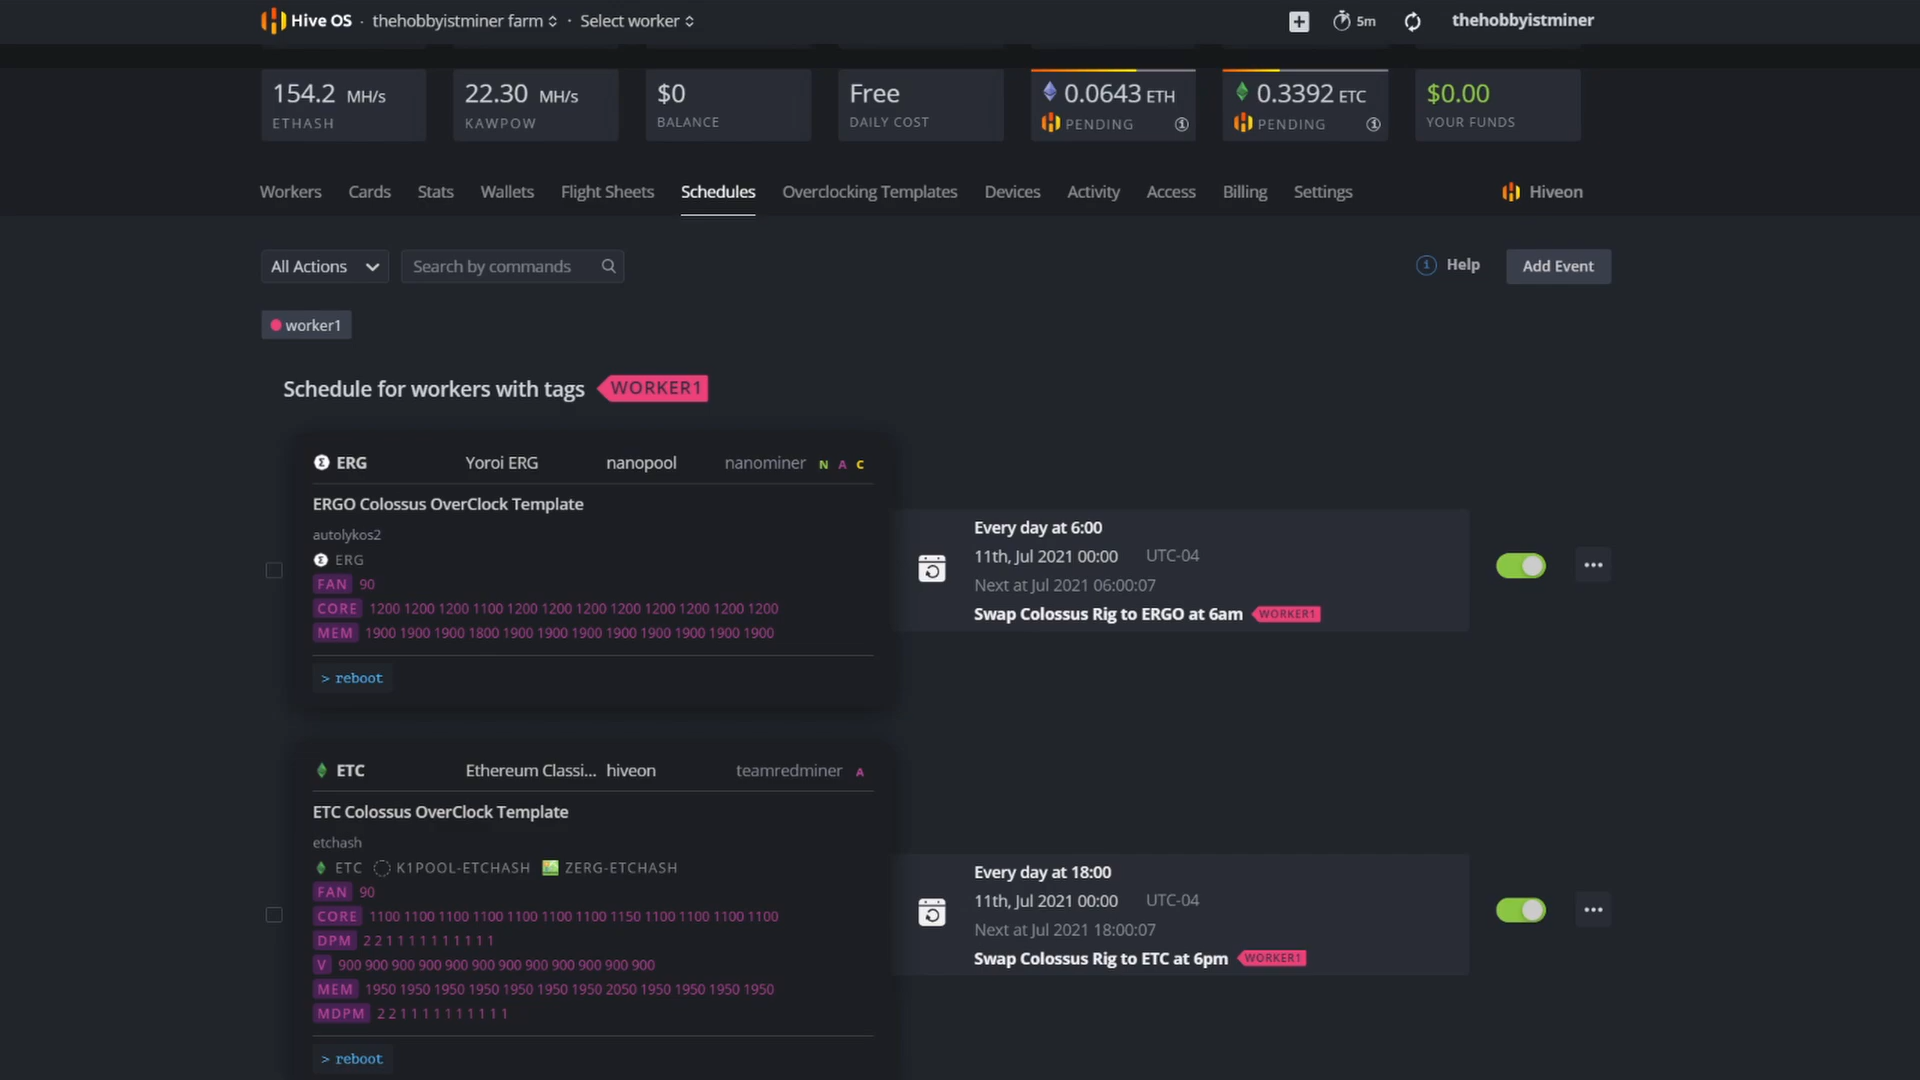 Hive OS · thehobbyistminer farm · Select worker 5m thehobbyistminer
154.2 MH/s 22.30 MH/s $0 Free 0.0643 ETH 0.3392 ETC $0.00
ETHASH KAWPOW BALANCE DAILY COST PENDING PENDING YOUR FUNDS
Workers Cards Stats Wallets Flight Sheets Schedules Overclocking Templates Devices Activity Access Billing Settings Hiveon
All Actions Search by commands Help Add Event
worker1
Schedule for workers with tags WORKER1
ERG Yoroi ERG nanopool nanominer N A C
ERGO Colossus OverClock Template
autolykos2
ERG
FAN 90
CORE 1200 1200 1200 1100 1200 1200 1200 1200 1200 1200 1200 1200
MEM 1900 1900 1900 1800 1900 1900 1900 1900 1900 1900 1900 1900
> reboot
Every day at 6:00
11th, Jul 2021 00:00 UTC-04
Next at Jul 2021 06:00:07
Swap Colossus Rig to ERGO at 6am WORKER1
ETC Ethereum Classi... hiveon teamredminer A
ETC Colossus OverClock Template
etchash
ETC K1POOL-ETCHASH ZERG-ETCHASH
FAN 90
CORE 1100 1100 1100 1100 1100 1100 1100 1150 1100 1100 1100 1100
DPM 2 2 1 1 1 1 1 1 1 1 1 1
V 900 900 900 900 900 900 900 900 900 900 900 900
MEM 1950 1950 1950 1950 1950 1950 1950 2050 1950 1950 1950 1950
MDPM 2 2 1 1 1 1 1 1 1 1 1 1
> reboot
Every day at 18:00
11th, Jul 2021 00:00 UTC-04
Next at Jul 2021 18:00:07
Swap Colossus Rig to ETC at 6pm WORKER1